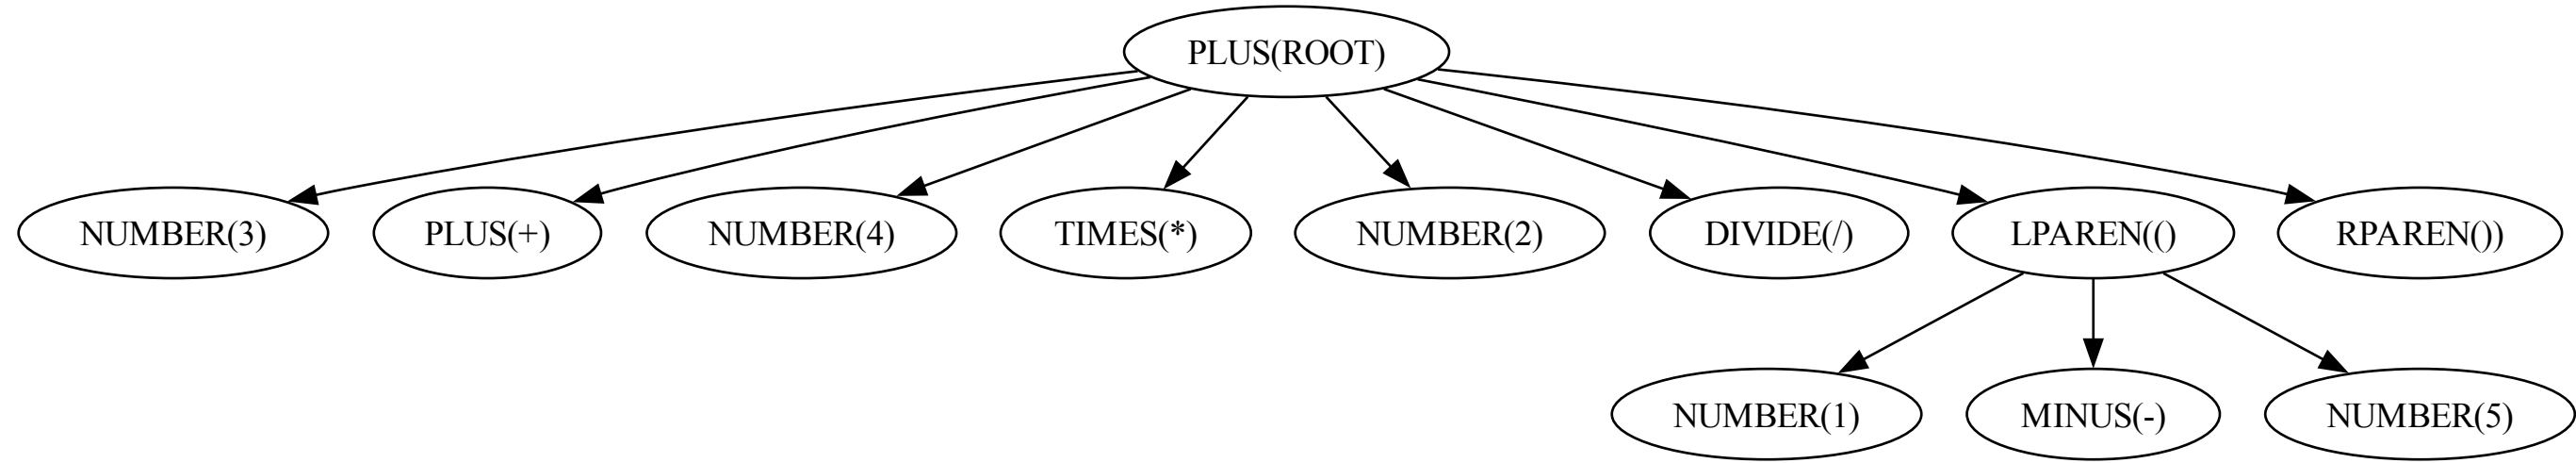 PLUS(ROOT)
NUMBER(3) PLUS(+) NUMBER(4) TIMES(*) NUMBER(2) DIVIDE(/) LPAREN(() RPAREN())
NUMBER(1) MINUS(-) NUMBER(5)